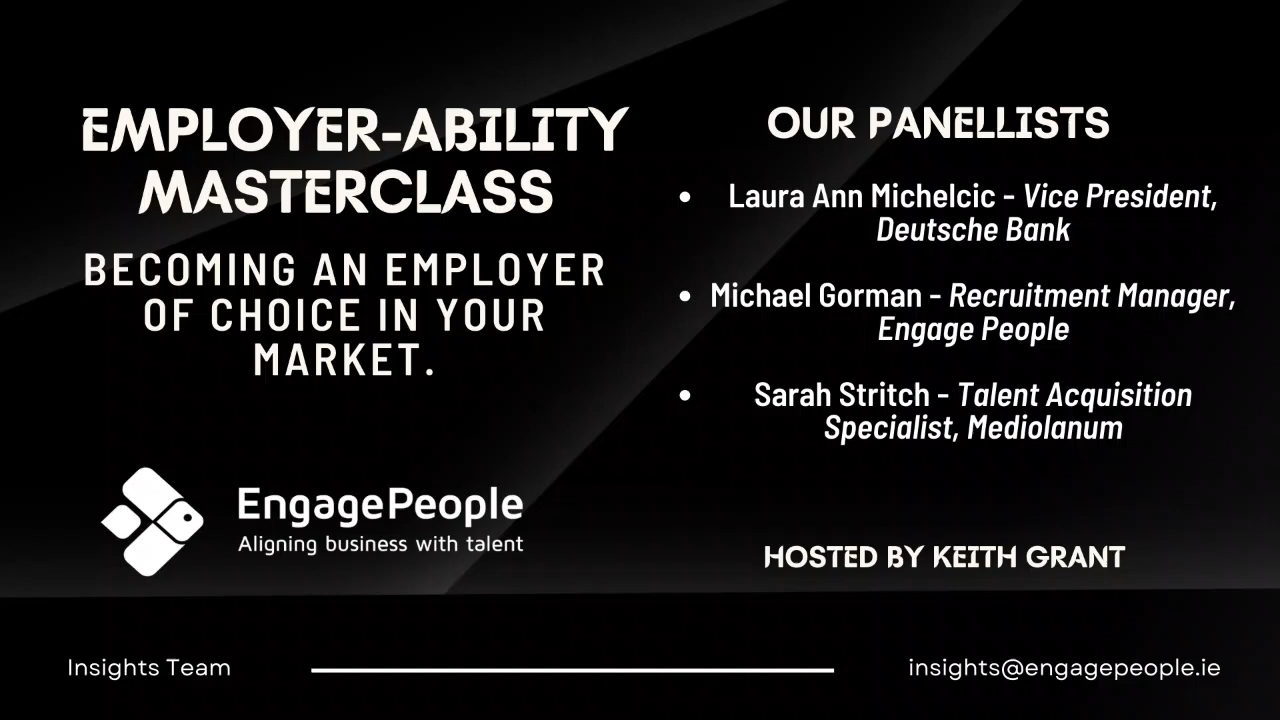 EMPLOYER-ABILITY
MASTERCLASS
BECOMING AN EMPLOYER
OF CHOICE IN YOUR
MARKET.
EngagePeople
Aligning business with talent
OUR PANELLISTS
• Laura Ann Michelcic - Vice President,
Deutsche Bank
• Michael Gorman - Recruitment Manager,
Engage People
• Sarah Stritch - Talent Acquisition
Specialist, Mediolanum
HOSTED BY KEITH GRANT
Insights Team
insights@engagepeople.ie